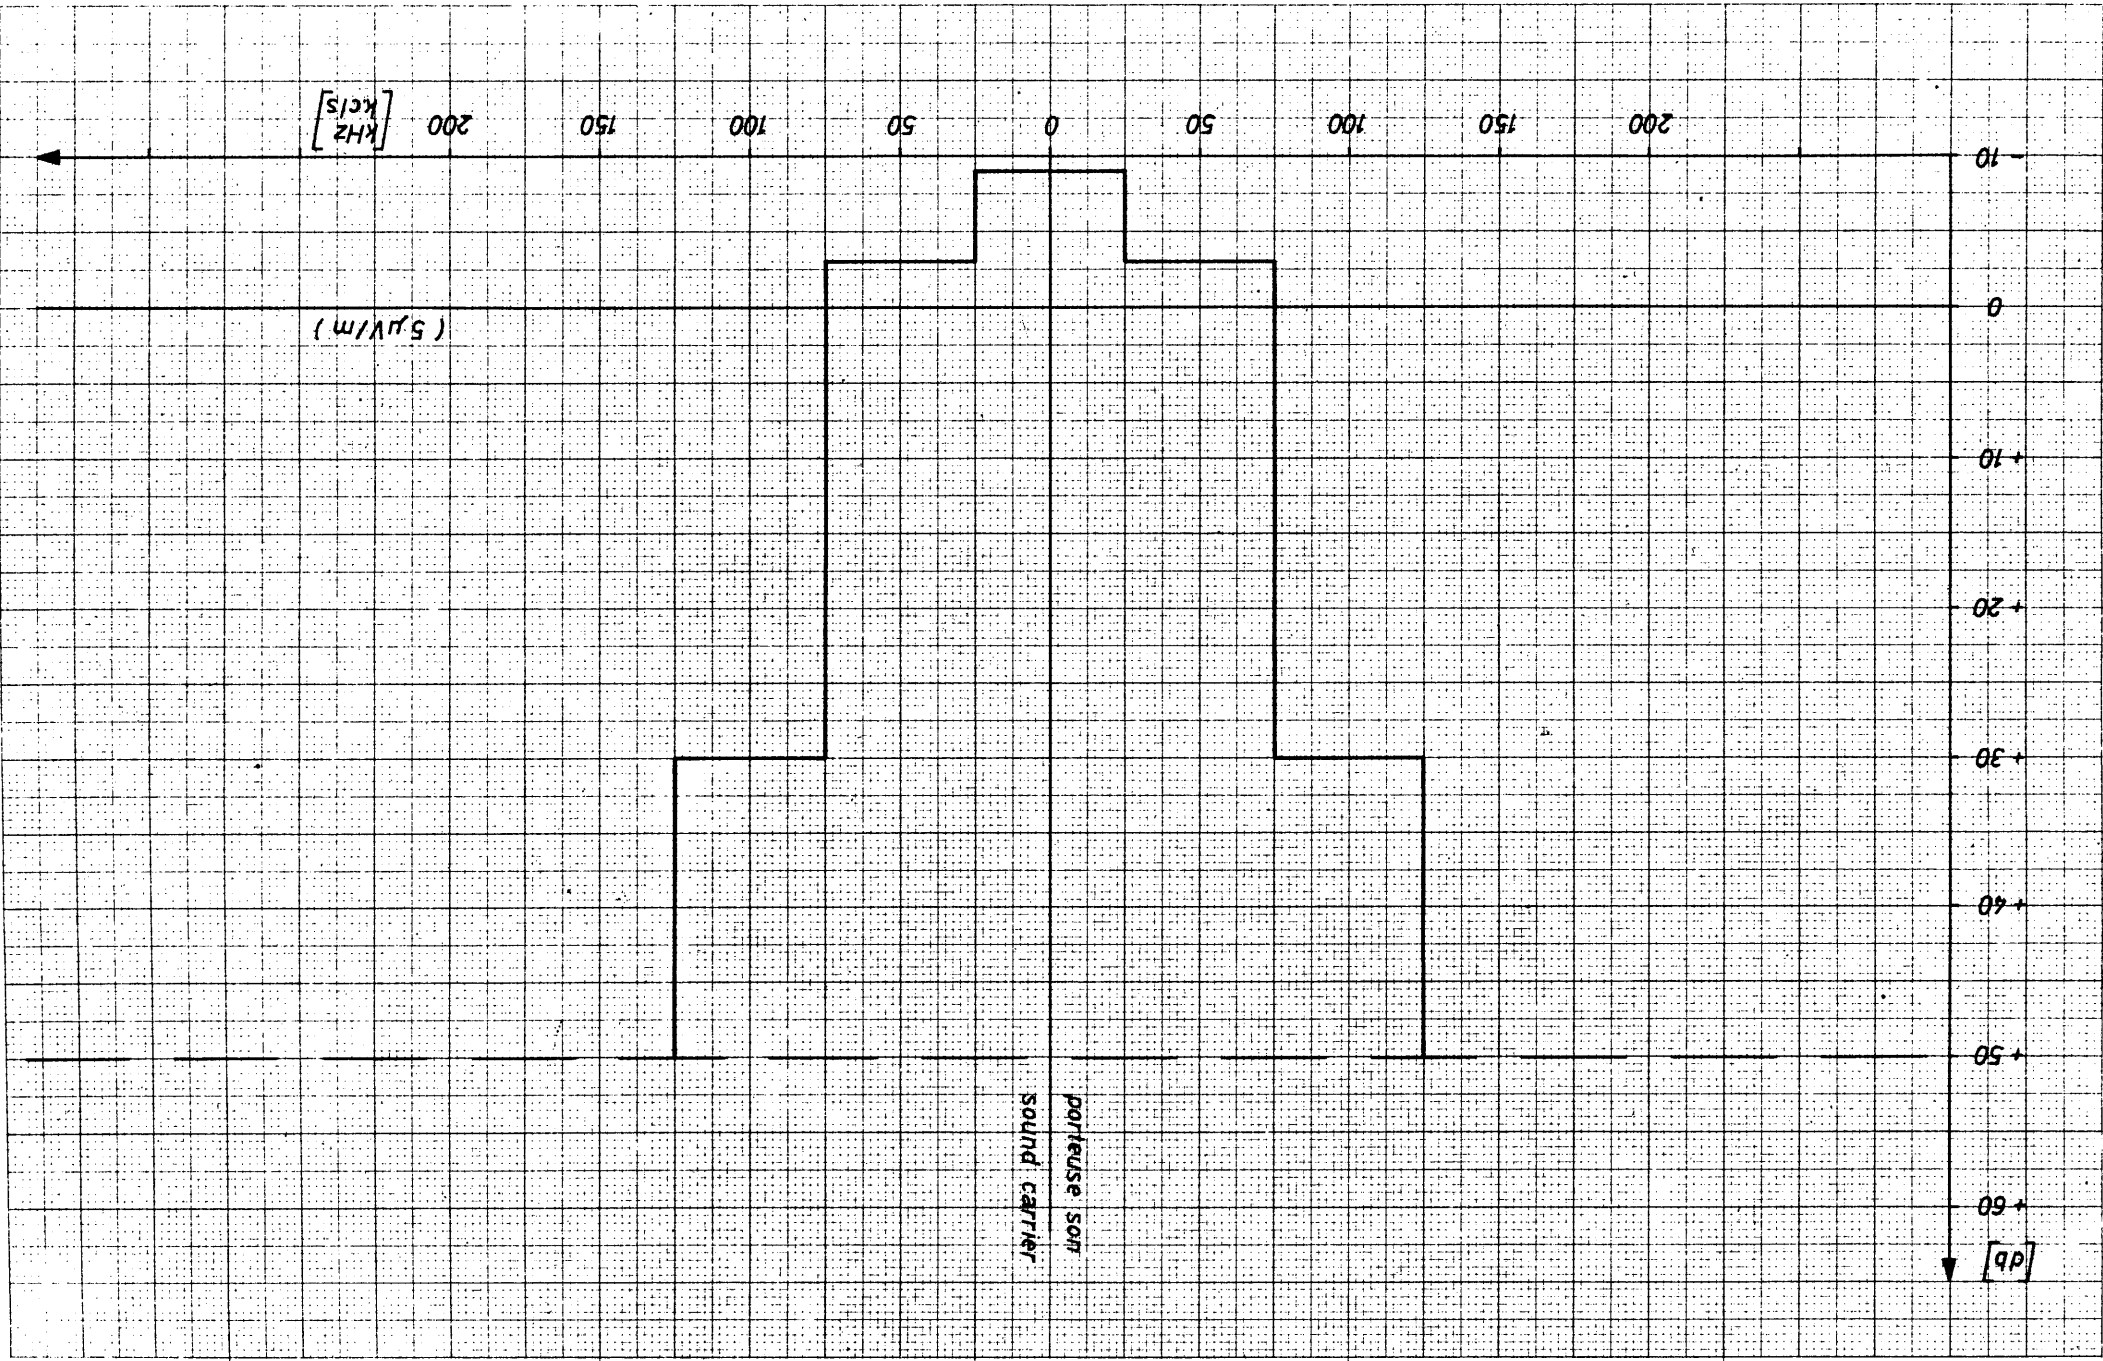 [db]
+ 60
+ 50
+ 40
+ 30
+ 20
+ 10
0
- 10
porteuse son
sound carrier
( 5 μV/m )
200 150 100 50 0 50 100 150 200
[kHz
kc/s]